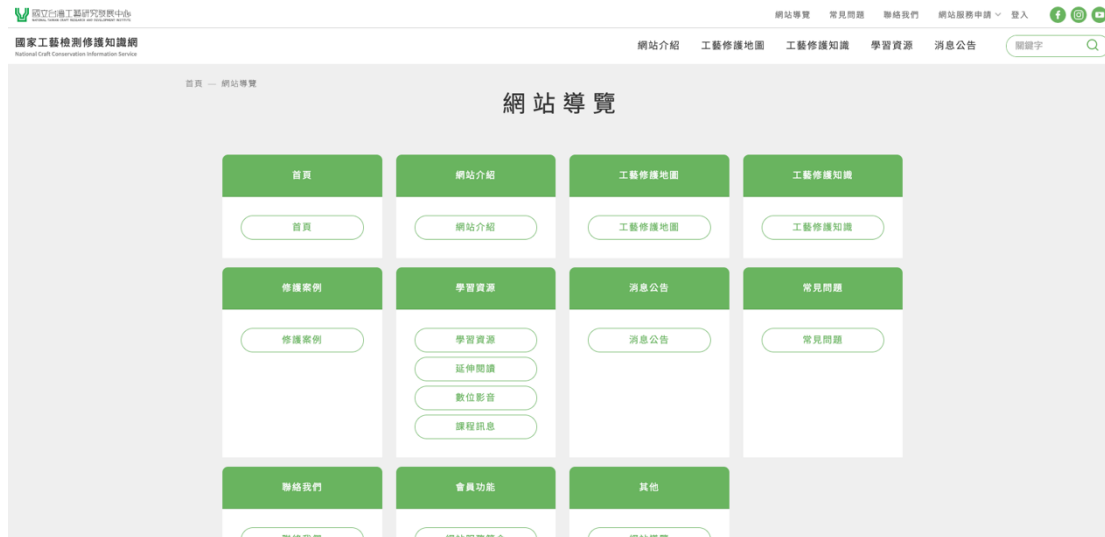 國立台灣工藝研究發展中心
網站導覽 常見問題 聯絡我們 網站服務申請 登入
國家工藝檢測修護知識網
National Craft Conservation Information Service
網站介紹 工藝修護地圖 工藝修護知識 學習資源 消息公告 關鍵字
首頁 — 網站導覽
網站導覽
首頁 網站介紹 工藝修護地圖 工藝修護知識
首頁 網站介紹 工藝修護地圖 工藝修護知識
修護案例 學習資源 消息公告 常見問題
修護案例 學習資源 消息公告 常見問題
延伸閱讀
數位影音
課程訊息
聯絡我們 會員功能 其他